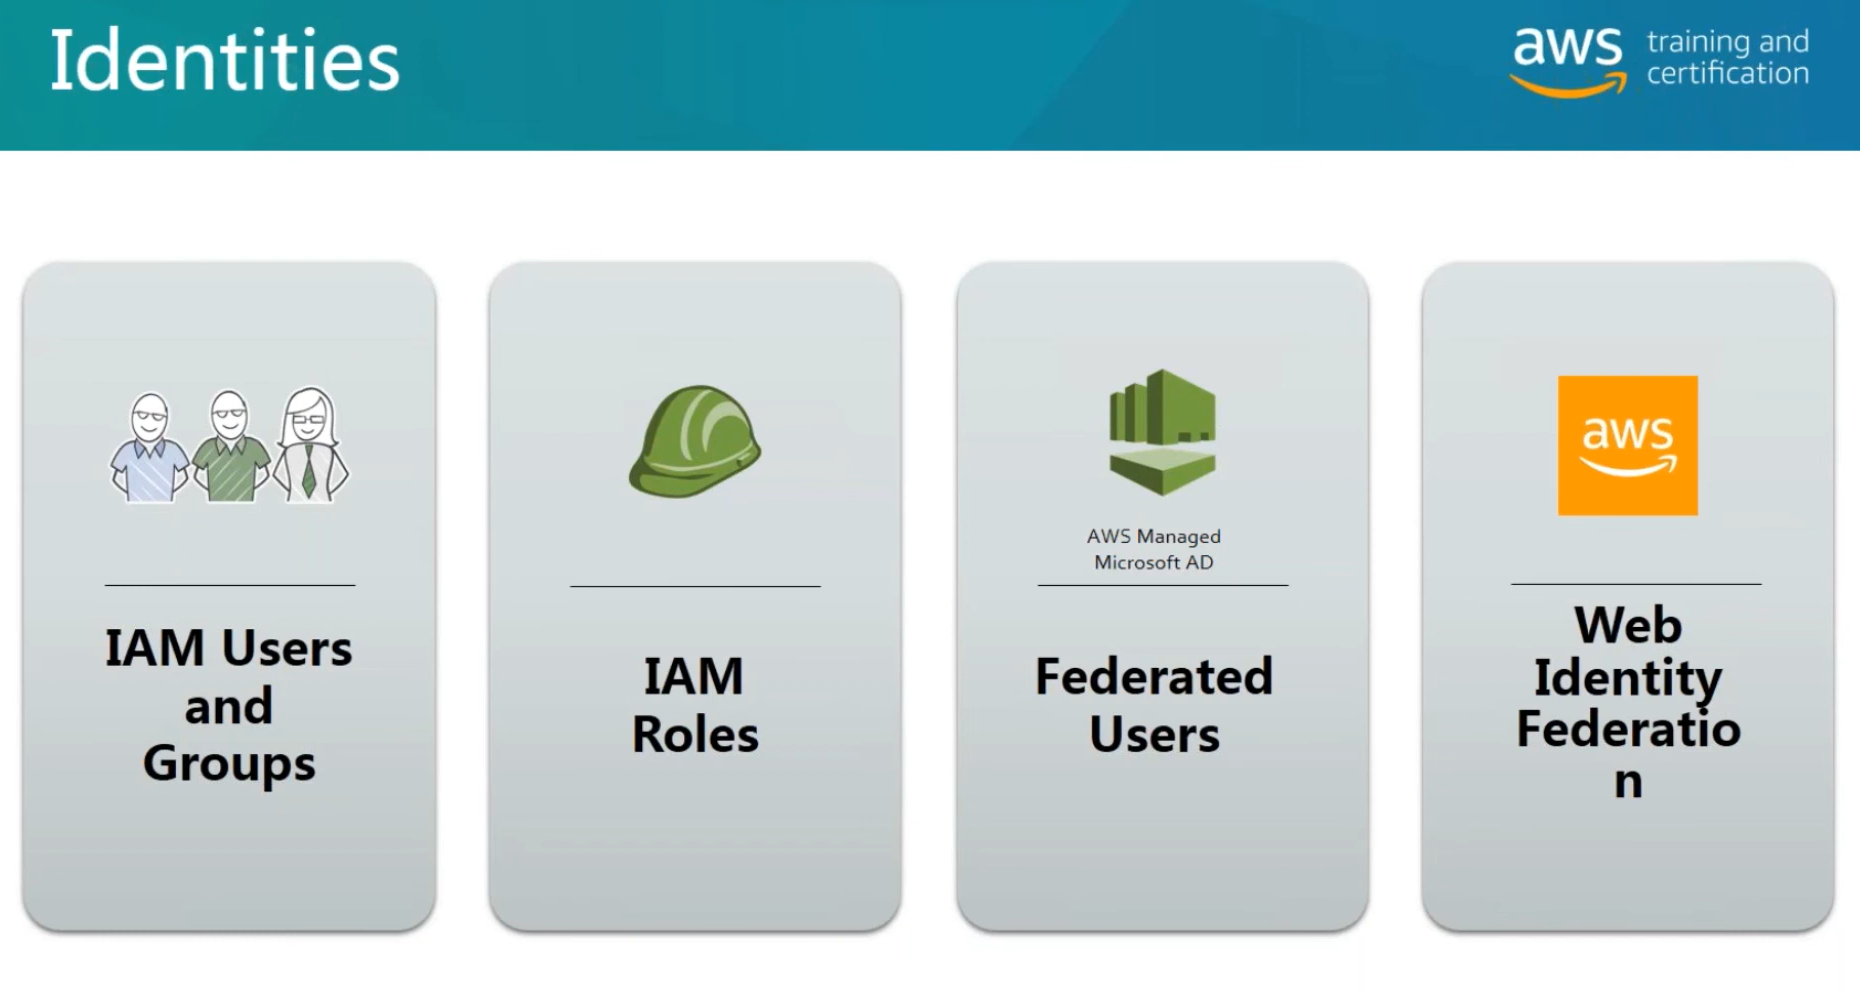 Identities
aws training and
certification
IAM Users
and
Groups
IAM
Roles
AWS Managed
Microsoft AD
Federated
Users
aws
Web
Identity
Federatio
n